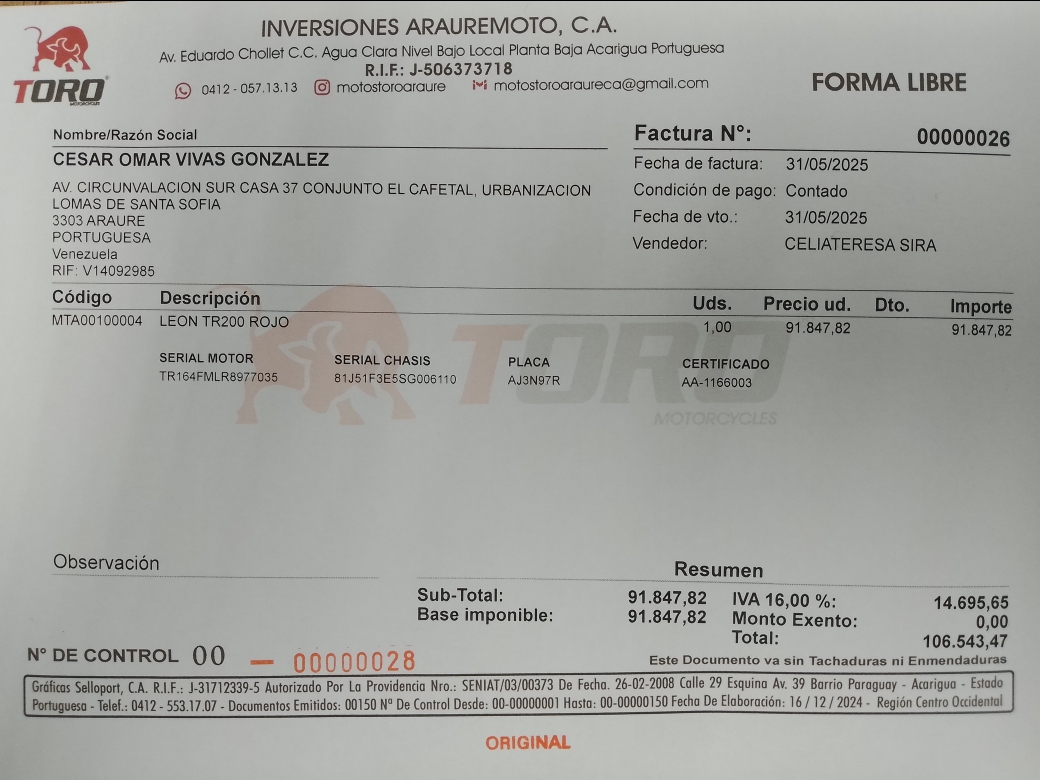 INVERSIONES ARAUREMOTO, C.A.
Av. Eduardo Chollet C.C. Agua Clara Nivel Bajo Local Planta Baja Acarigua Portuguesa
R.I.F.: J-506373718
0412 - 057.13.13 motostoroaraure motostoroaraureca@gmail.com
TORO
MOTORCYCLES
FORMA LIBRE
Nombre/Razón Social
CESAR OMAR VIVAS GONZALEZ
AV. CIRCUNVALACION SUR CASA 37 CONJUNTO EL CAFETAL, URBANIZACION
LOMAS DE SANTA SOFIA
3303 ARAURE
PORTUGUESA
Venezuela
RIF: V14092985
Factura N°: 00000026
Fecha de factura: 31/05/2025
Condición de pago: Contado
Fecha de vto.: 31/05/2025
Vendedor: CELIATERESA SIRA
Código Descripción Uds. Precio ud. Dto. Importe
MTA00100004 LEON TR200 ROJO 1,00 91.847,82 91.847,82
SERIAL MOTOR SERIAL CHASIS PLACA CERTIFICADO
TR164FMLR8977035 81J51F3E5SG006110 AJ3N97R AA-1166003
TORO
MOTORCYCLES
Observación
Resumen
Sub-Total: 91.847,82 IVA 16,00 %: 14.695,65
Base imponible: 91.847,82 Monto Exento: 0,00
Total: 106.543,47
N° DE CONTROL 00 - 00000028
Este Documento va sin Tachaduras ni Enmendaduras
Gráficas Selloport, C.A. R.I.F.: J-31712339-5 Autorizado Por La Providencia Nro.: SENIAT/03/00373 De Fecha. 26-02-2008 Calle 29 Esquina Av. 39 Barrio Paraguay - Acarigua - Estado
Portuguesa - Telef.: 0412 - 553.17.07 - Documentos Emitidos: 00150 Nº De Control Desde: 00-00000001 Hasta: 00-00000150 Fecha De Elaboración: 16 / 12 / 2024 - Región Centro Occidental
ORIGINAL